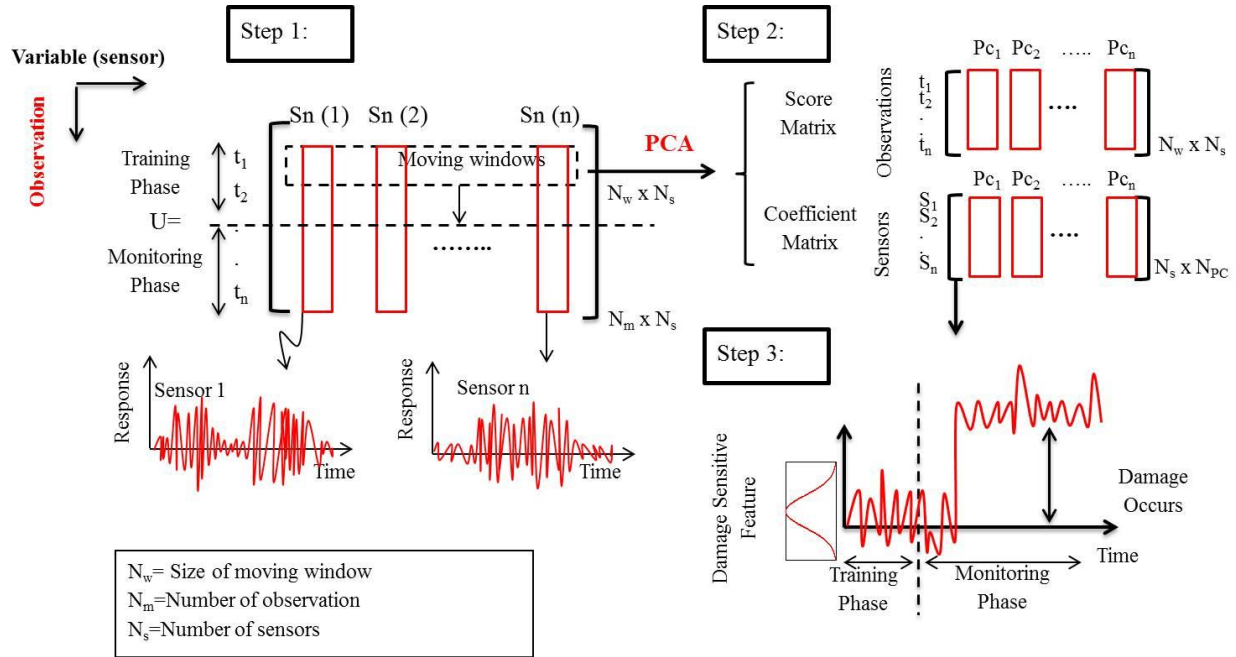 Step 1:
Variable (sensor)
Observation
Sn (1) Sn (2) Sn (n)
Training
Phase
t1
t2
Moving windows
Nw x Ns
U=
........
Monitoring
Phase
.
.
tn
Nm x Ns
PCA
Response
Sensor 1
Time
Response
Sensor n
Time
Nw= Size of moving window
Nm=Number of observation
Ns=Number of sensors
Step 2:
Score
Matrix
Coefficient
Matrix
Observations
Pc1 Pc2 ..... Pcn
t1
t2
.
.
tn
....
Nw x Ns
Sensors
Pc1 Pc2 ..... Pcn
S1
S2
.
.
Sn
....
Ns x NPC
Step 3:
Damage Sensitive
Feature
Damage
Occurs
Time
Training
Phase
Monitoring
Phase